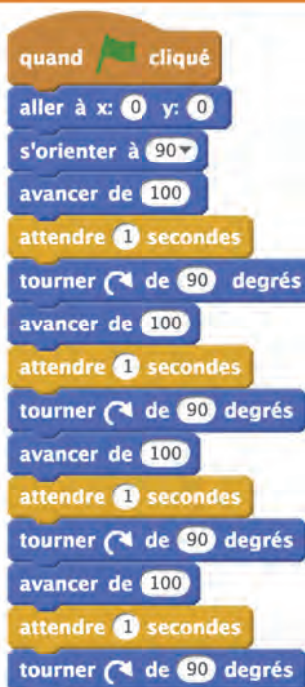 quand cliqué
aller à x: 0 y: 0
s'orienter à 90
avancer de 100
attendre 1 secondes
tourner de 90 degrés
avancer de 100
attendre 1 secondes
tourner de 90 degrés
avancer de 100
attendre 1 secondes
tourner de 90 degrés
avancer de 100
attendre 1 secondes
tourner de 90 degrés